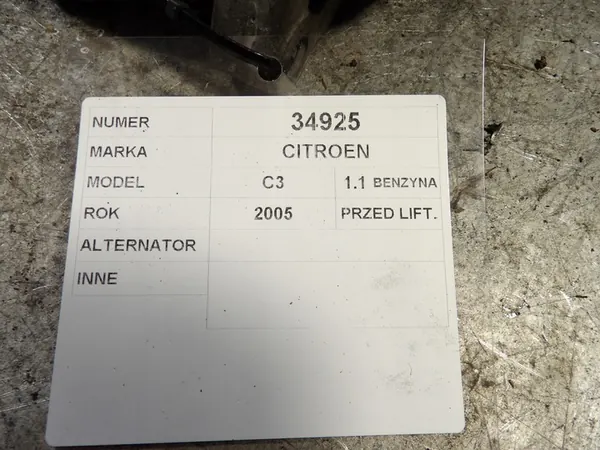 NUMER 34925
MARKA CITROEN
MODEL C3 1.1 BENZYNA
ROK 2005 PRZED LIFT.
ALTERNATOR
INNE